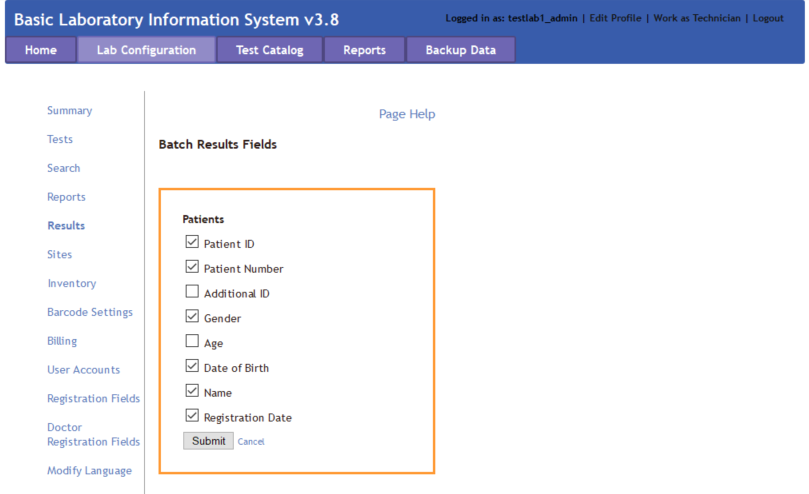 Basic Laboratory Information System v3.8
Logged in as: testlab1_admin | Edit Profile | Work as Technician | Logout
Home Lab Configuration Test Catalog Reports Backup Data
Summary
Tests
Search
Reports
Results
Sites
Inventory
Barcode Settings
Billing
User Accounts
Registration Fields
Doctor
Registration Fields
Modify Language
Page Help
Batch Results Fields
Patients
Patient ID
Patient Number
Additional ID
Gender
Age
Date of Birth
Name
Registration Date
Submit Cancel